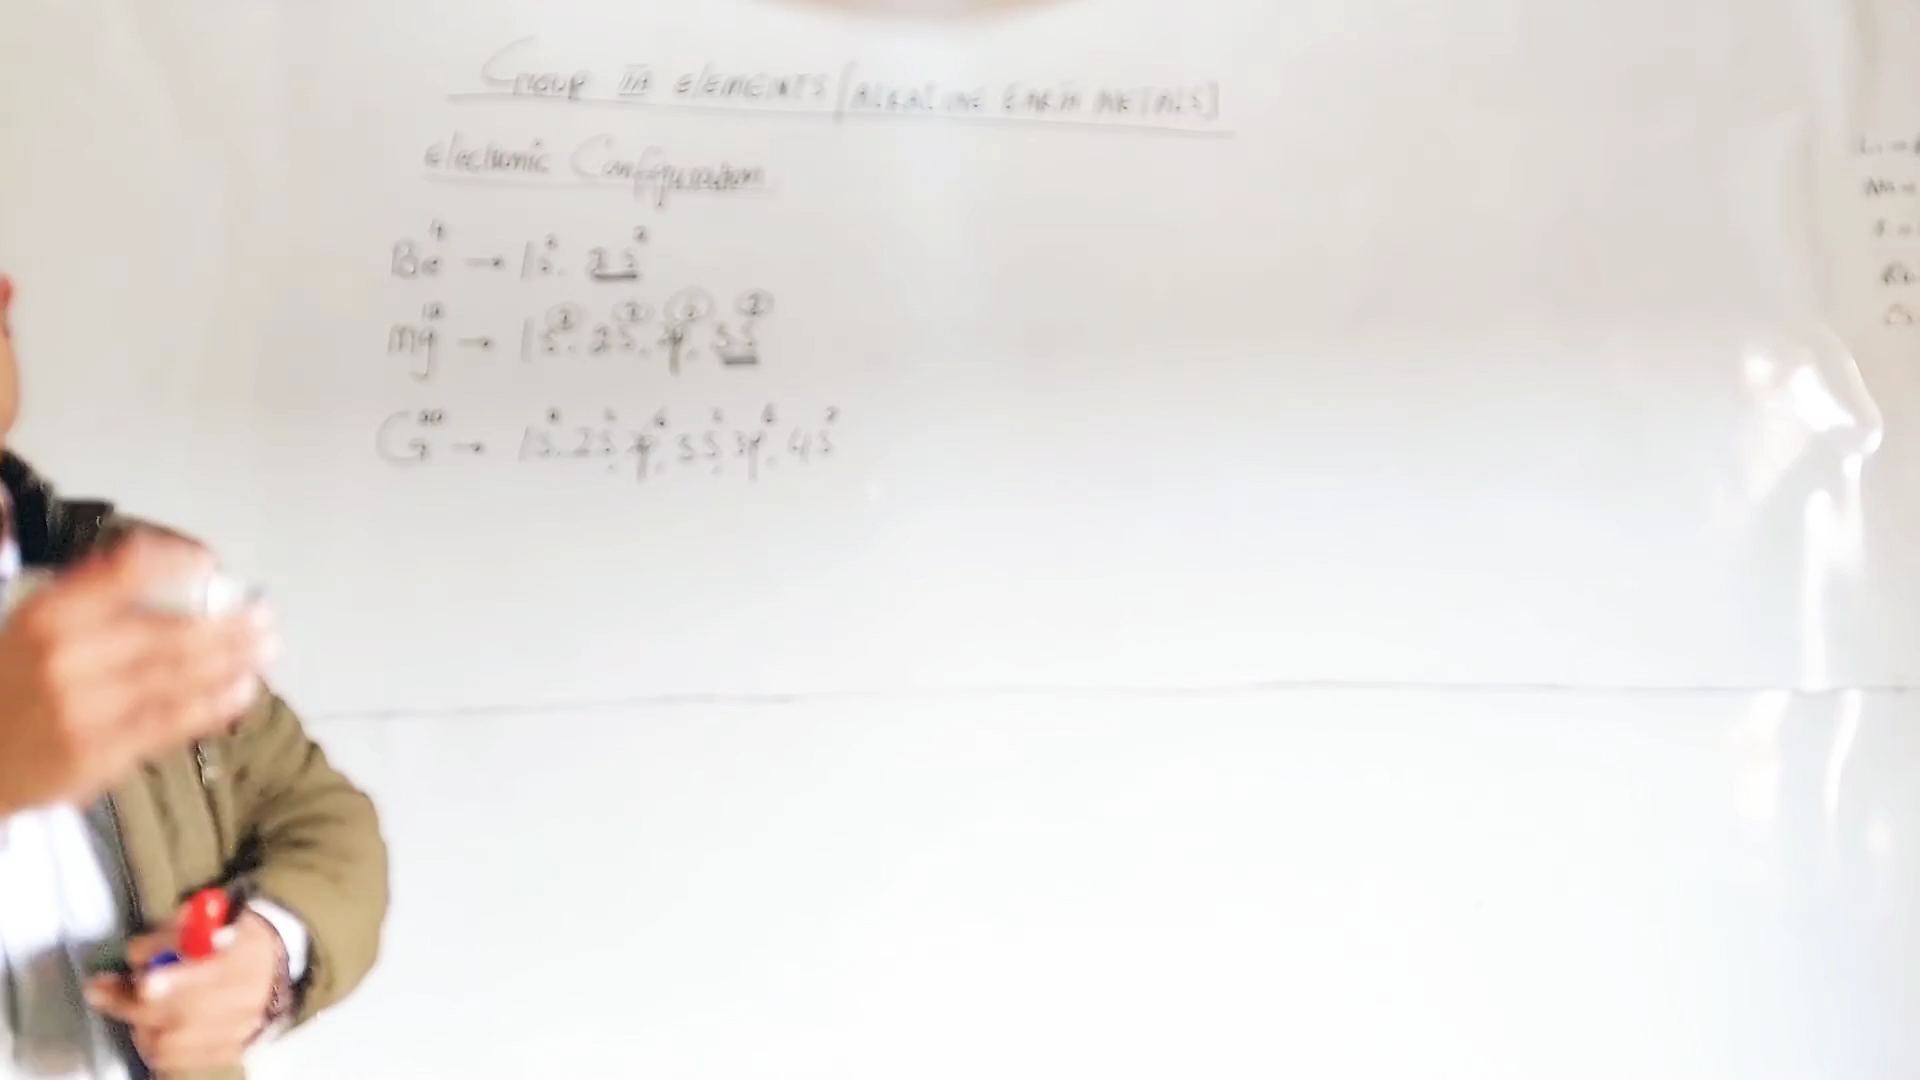 GROUP IIA ELEMENTS [ALKALINE EARTH METALS]
Electronic Configuration
Be⁴ → 1s². 2s²
Mg¹² → 1s². 2s². 2p⁶. 3s²
Ca²⁰ → 1s². 2s². 2p⁶. 3s². 3p⁶. 4s²